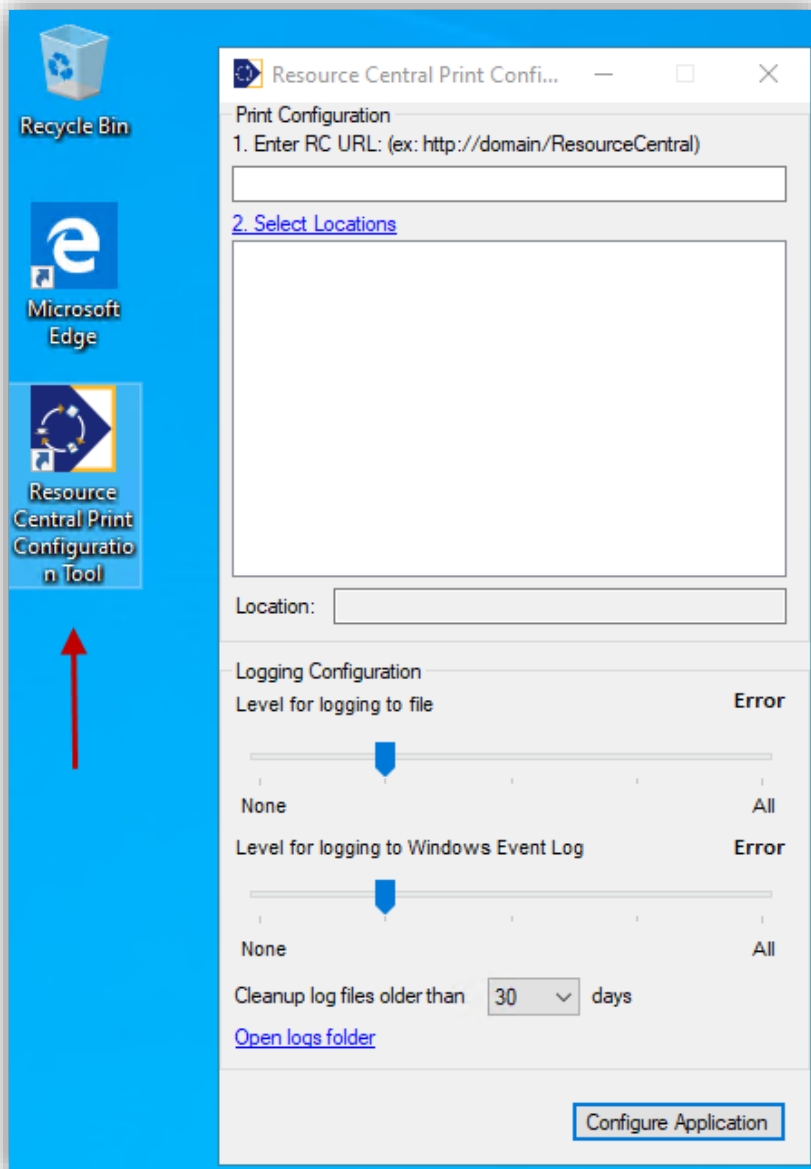 Recycle Bin
Microsoft
Edge
Resource
Central Print
Configuratio
n Tool
Resource Central Print Confi...
Print Configuration
1. Enter RC URL: (ex: http://domain/ResourceCentral)
2. Select Locations
Location:
Logging Configuration
Level for logging to file Error
None All
Level for logging to Windows Event Log Error
None All
Cleanup log files older than 30 days
Open logs folder
Configure Application